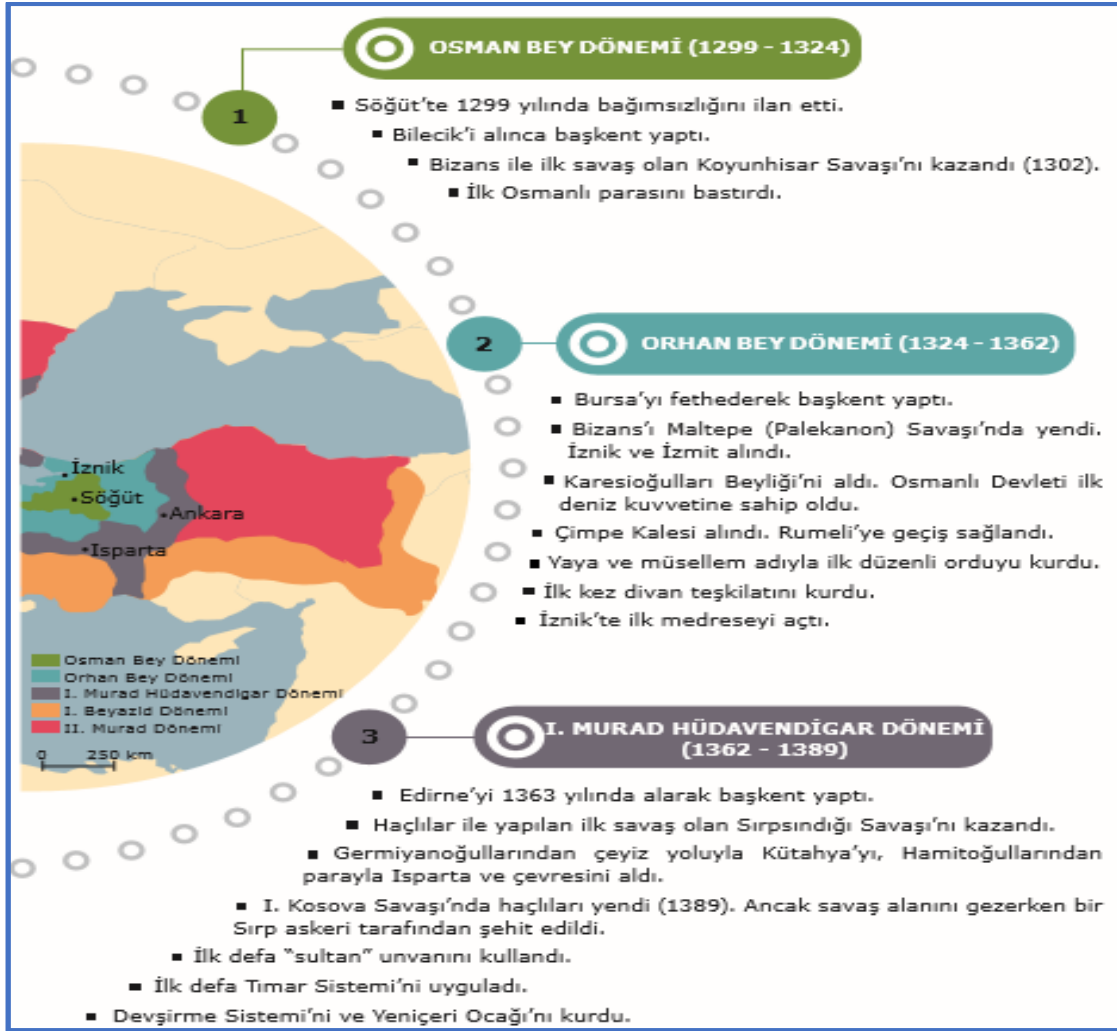 OSMAN BEY DÖNEMİ (1299 - 1324)
1
▪ Söğüt’te 1299 yılında bağımsızlığını ilan etti.
▪ Bilecik’i alınca başkent yaptı.
▪ Bizans ile ilk savaş olan Koyunhisar Savaşı’nı kazandı (1302).
▪ İlk Osmanlı parasını bastırdı.
2
ORHAN BEY DÖNEMİ (1324 - 1362)
▪ Bursa’yı fethederek başkent yaptı.
▪ Bizans’ı Maltepe (Palekanon) Savaşı’nda yendi.
İznik ve İzmit alındı.
▪ Karesioğulları Beyliği’ni aldı. Osmanlı Devleti ilk
deniz kuvvetine sahip oldu.
▪ Çimpe Kalesi alındı. Rumeli’ye geçiş sağlandı.
▪ Yaya ve müsellem adıyla ilk düzenli orduyu kurdu.
▪ İlk kez divan teşkilatını kurdu.
▪ İznik’te ilk medreseyi açtı.
İznik
Söğüt
Ankara
Isparta
Osman Bey Dönemi
Orhan Bey Dönemi
I. Murad Hüdavendigar Dönemi
I. Beyazid Dönemi
II. Murad Dönemi
0 250 km
3
I. MURAD HÜDAVENDİGAR DÖNEMİ
(1362 - 1389)
▪ Edirne’yi 1363 yılında alarak başkent yaptı.
▪ Haçlılar ile yapılan ilk savaş olan Sırpsındığı Savaşı’nı kazandı.
▪ Germiyanoğullarından çeyiz yoluyla Kütahya’yı, Hamitoğullarından
parayla Isparta ve çevresini aldı.
▪ I. Kosova Savaşı’nda haçlıları yendi (1389). Ancak savaş alanını gezerken bir
Sırp askeri tarafından şehit edildi.
▪ İlk defa “sultan” unvanını kullandı.
▪ İlk defa Tımar Sistemi’ni uyguladı.
▪ Devşirme Sistemi’ni ve Yeniçeri Ocağı’nı kurdu.